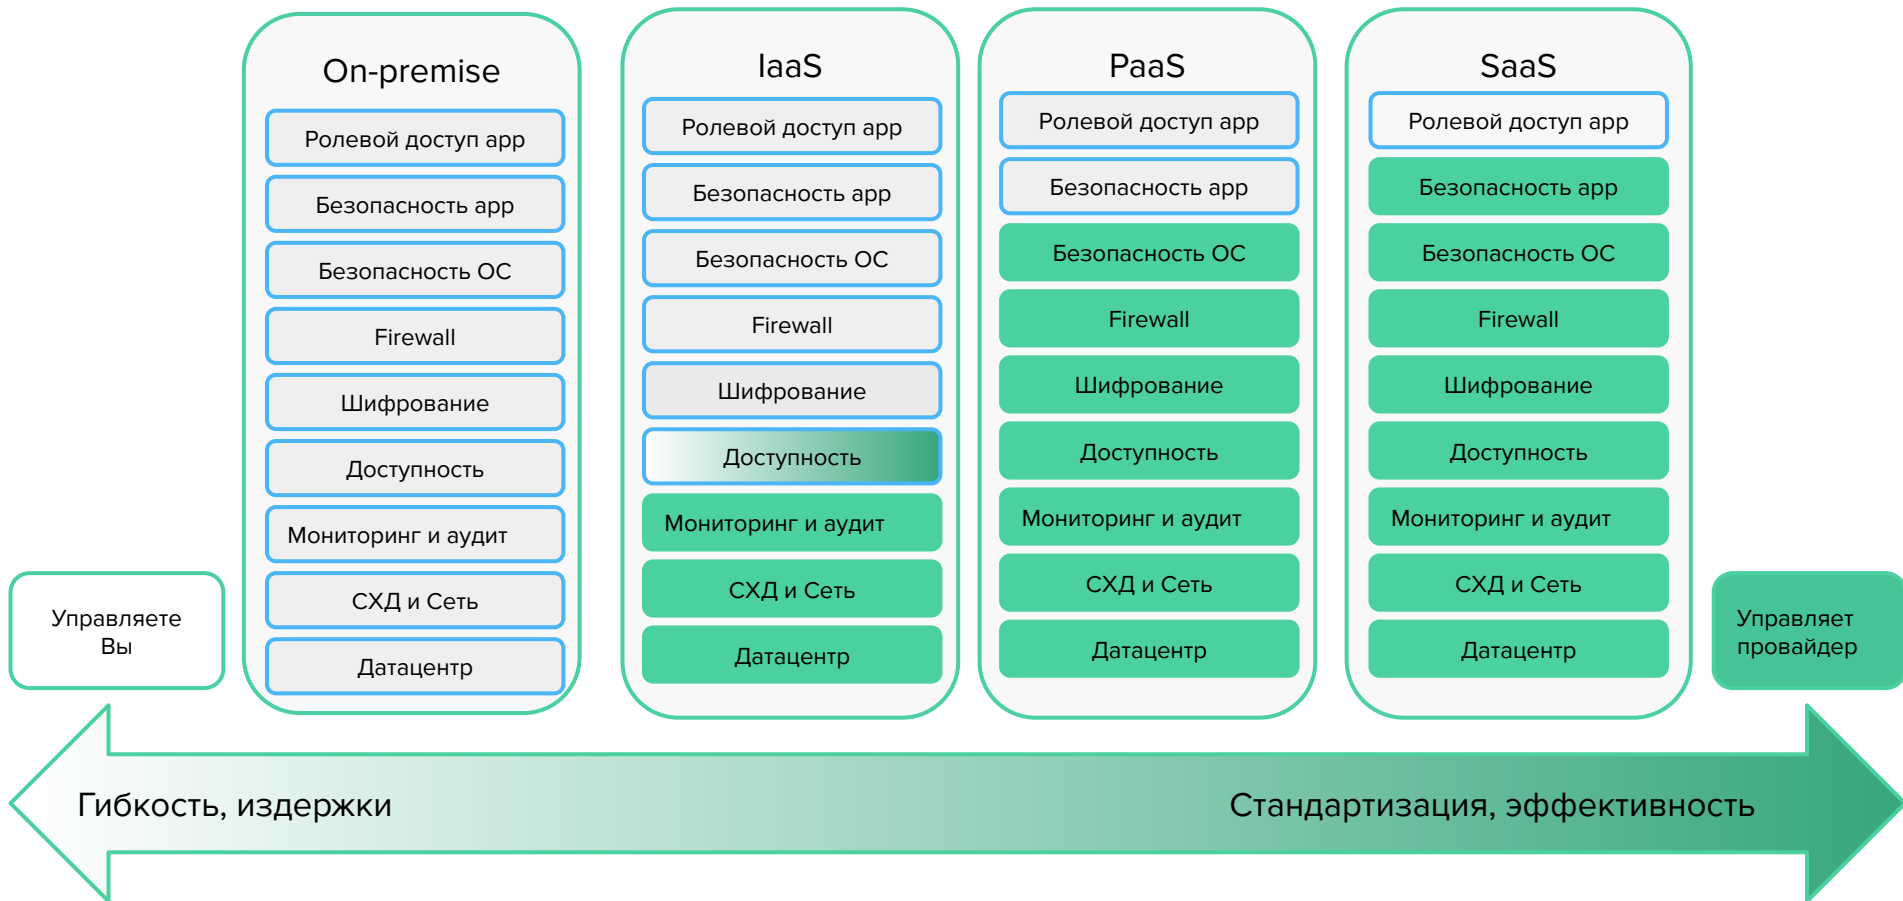 On-premise
Ролевой доступ app
Безопасность app
Безопасность ОС
Firewall
Шифрование
Доступность
Мониторинг и аудит
СХД и Сеть
Датацентр
IaaS
Ролевой доступ app
Безопасность app
Безопасность ОС
Firewall
Шифрование
Доступность
Мониторинг и аудит
СХД и Сеть
Датацентр
PaaS
Ролевой доступ app
Безопасность app
Безопасность ОС
Firewall
Шифрование
Доступность
Мониторинг и аудит
СХД и Сеть
Датацентр
SaaS
Ролевой доступ app
Безопасность app
Безопасность ОС
Firewall
Шифрование
Доступность
Мониторинг и аудит
СХД и Сеть
Датацентр
Управляете
Вы
Управляет
провайдер
Гибкость, издержки
Стандартизация, эффективность